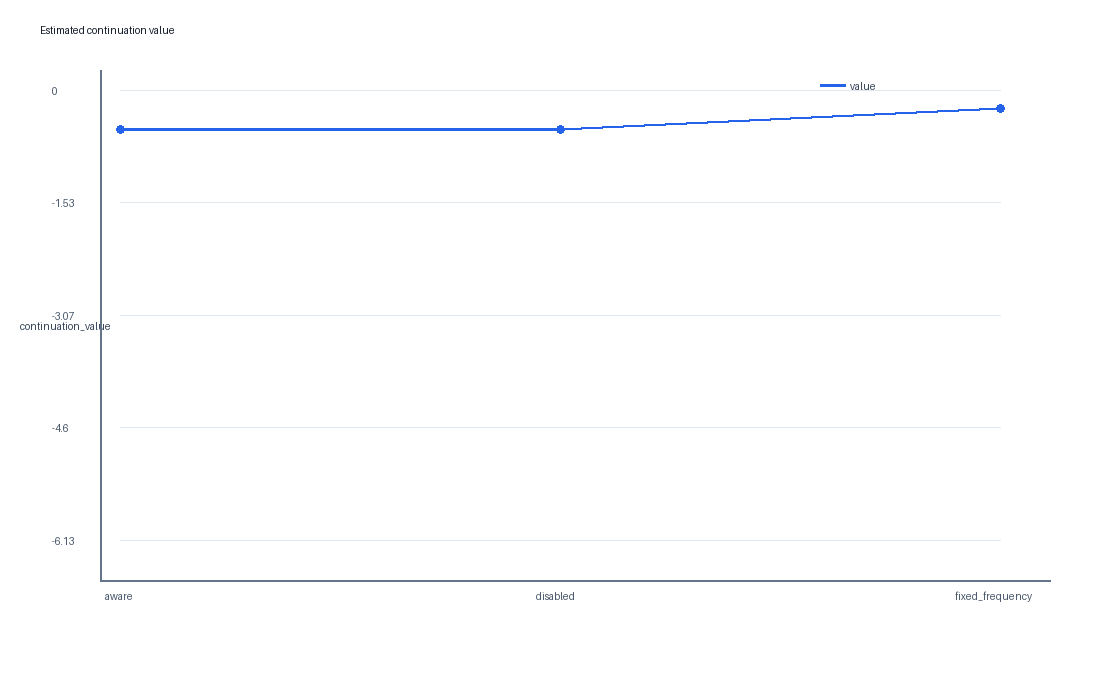 Estimated continuation value
value
0
-1.53
-3.07
continuation_value
-4.6
-6.13
aware
disabled
fixed_frequency